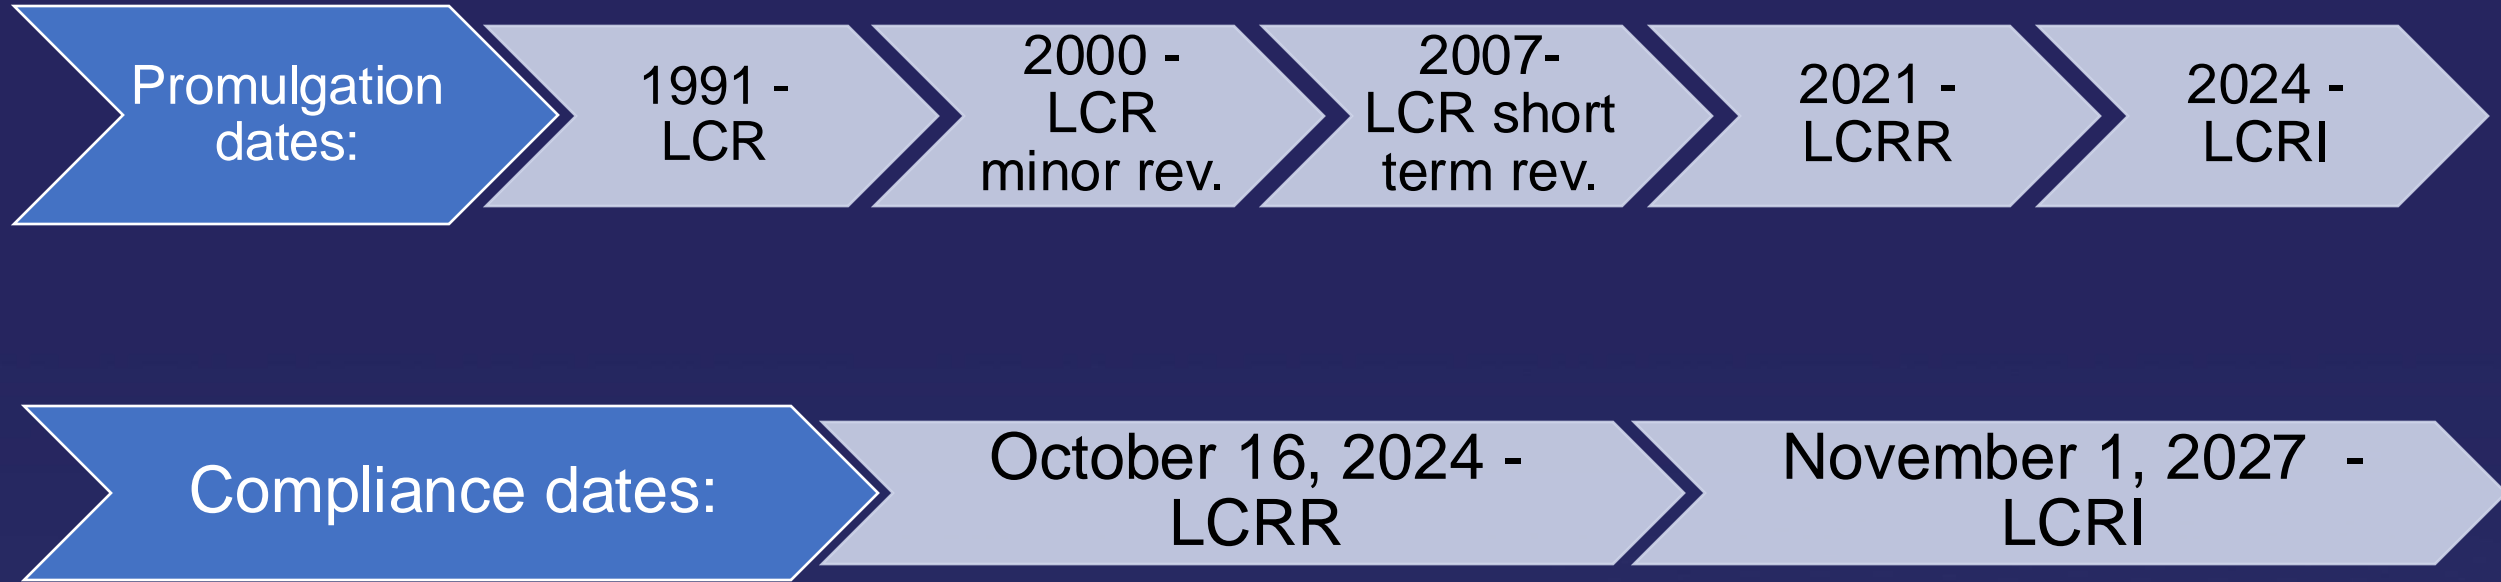 Promulgation
dates:
1991 -
LCR
2000 -
LCR
minor rev.
2007-
LCR short
term rev.
2021 -
LCRR
2024 -
LCRI
Compliance dates:
October 16, 2024 -
LCRR
November 1, 2027  -
LCRI